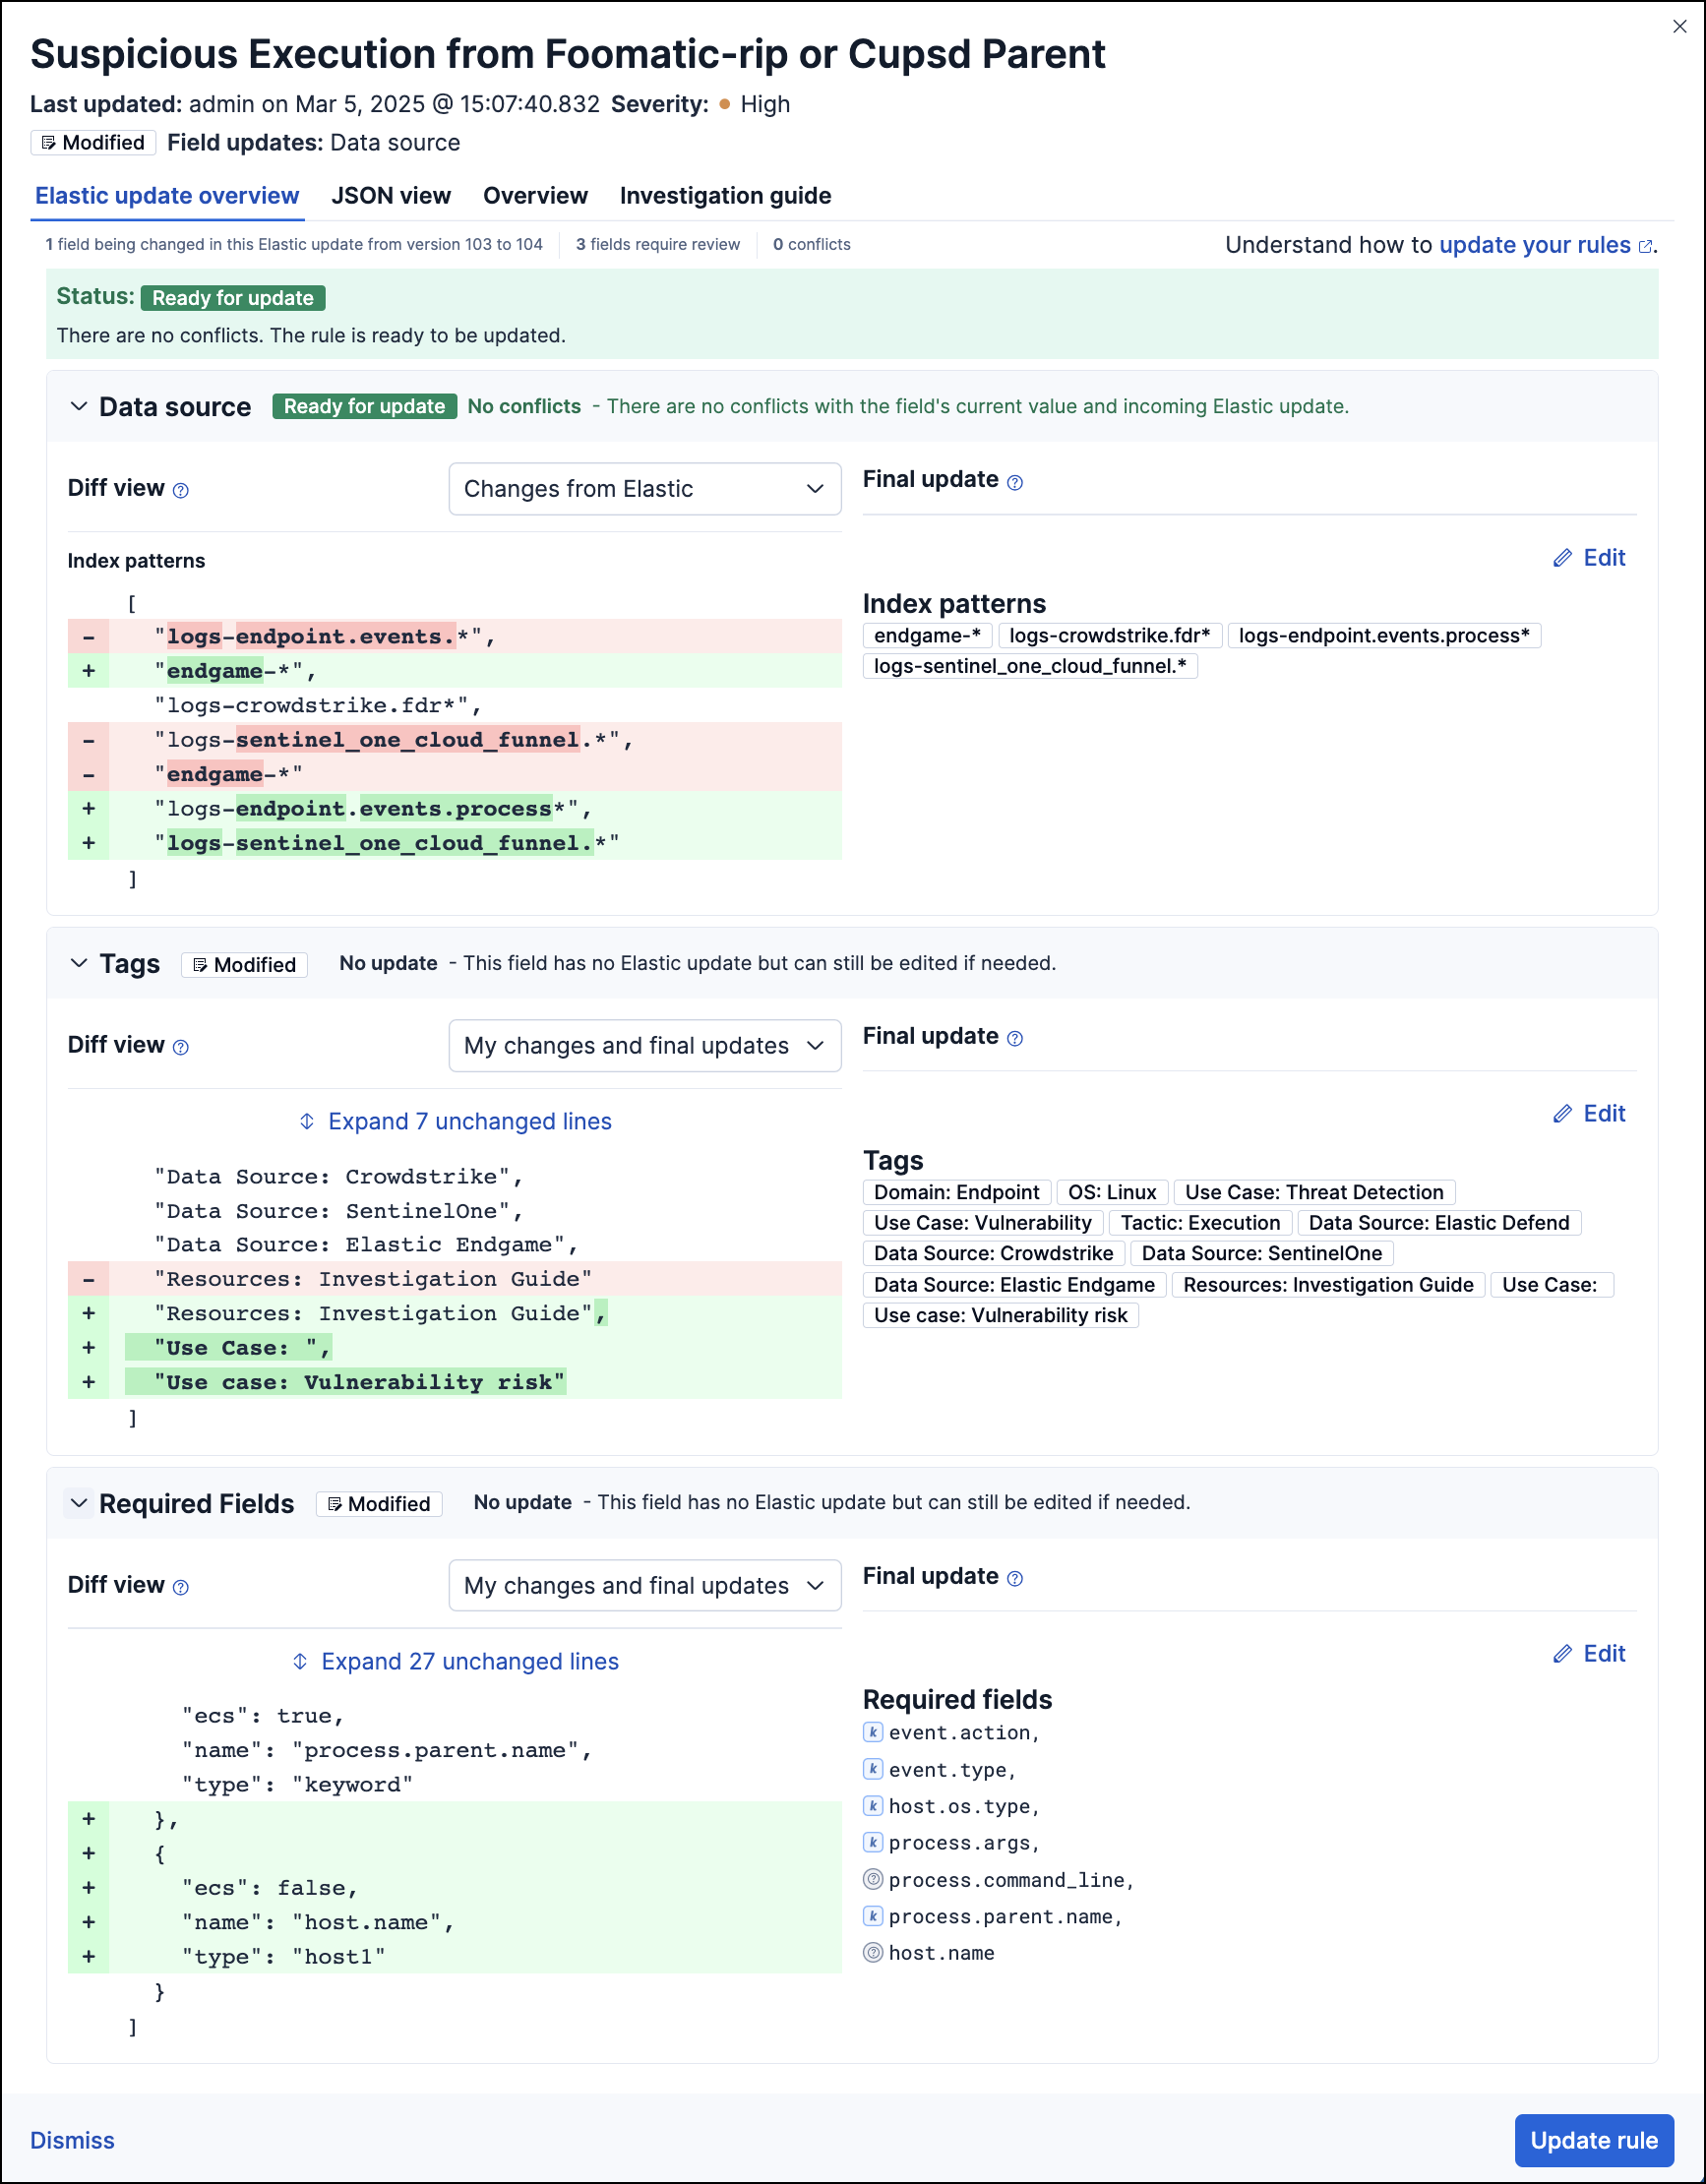 Suspicious Execution from Foomatic-rip or Cupsd Parent
Last updated: admin on Mar 5, 2025 @ 15:07:40.832 Severity: High
Modified Field updates: Data source
Elastic update overview JSON view Overview Investigation guide
1 field being changed in this Elastic update from version 103 to 104 3 fields require review 0 conflicts Understand how to update your rules.
Status: Ready for update
There are no conflicts. The rule is ready to be updated.
Data source Ready for update No conflicts - There are no conflicts with the field's current value and incoming Elastic update.
Diff view Changes from Elastic
Index patterns
[
- "logs-endpoint.events.*",
+ "endgame-*",
"logs-crowdstrike.fdr*",
- "logs-sentinel_one_cloud_funnel.*",
- "endgame-*"
+ "logs-endpoint.events.process*",
+ "logs-sentinel_one_cloud_funnel.*"
]
Final update
Edit
Index patterns
endgame-* logs-crowdstrike.fdr* logs-endpoint.events.process*
logs-sentinel_one_cloud_funnel.*
Tags Modified No update - This field has no Elastic update but can still be edited if needed.
Diff view My changes and final updates
Expand 7 unchanged lines
"Data Source: Crowdstrike",
"Data Source: SentinelOne",
"Data Source: Elastic Endgame",
- "Resources: Investigation Guide"
+ "Resources: Investigation Guide",
+ "Use Case: ",
+ "Use case: Vulnerability risk"
]
Final update
Edit
Tags
Domain: Endpoint OS: Linux Use Case: Threat Detection
Use Case: Vulnerability Tactic: Execution Data Source: Elastic Defend
Data Source: Crowdstrike Data Source: SentinelOne
Data Source: Elastic Endgame Resources: Investigation Guide Use Case:
Use case: Vulnerability risk
Required Fields Modified No update - This field has no Elastic update but can still be edited if needed.
Diff view My changes and final updates
Expand 27 unchanged lines
"ecs": true,
"name": "process.parent.name",
"type": "keyword"
+ },
+ {
+ "ecs": false,
+ "name": "host.name",
+ "type": "host1"
}
]
Final update
Edit
Required fields
k event.action,
k event.type,
k host.os.type,
k process.args,
process.command_line,
k process.parent.name,
host.name
Dismiss Update rule